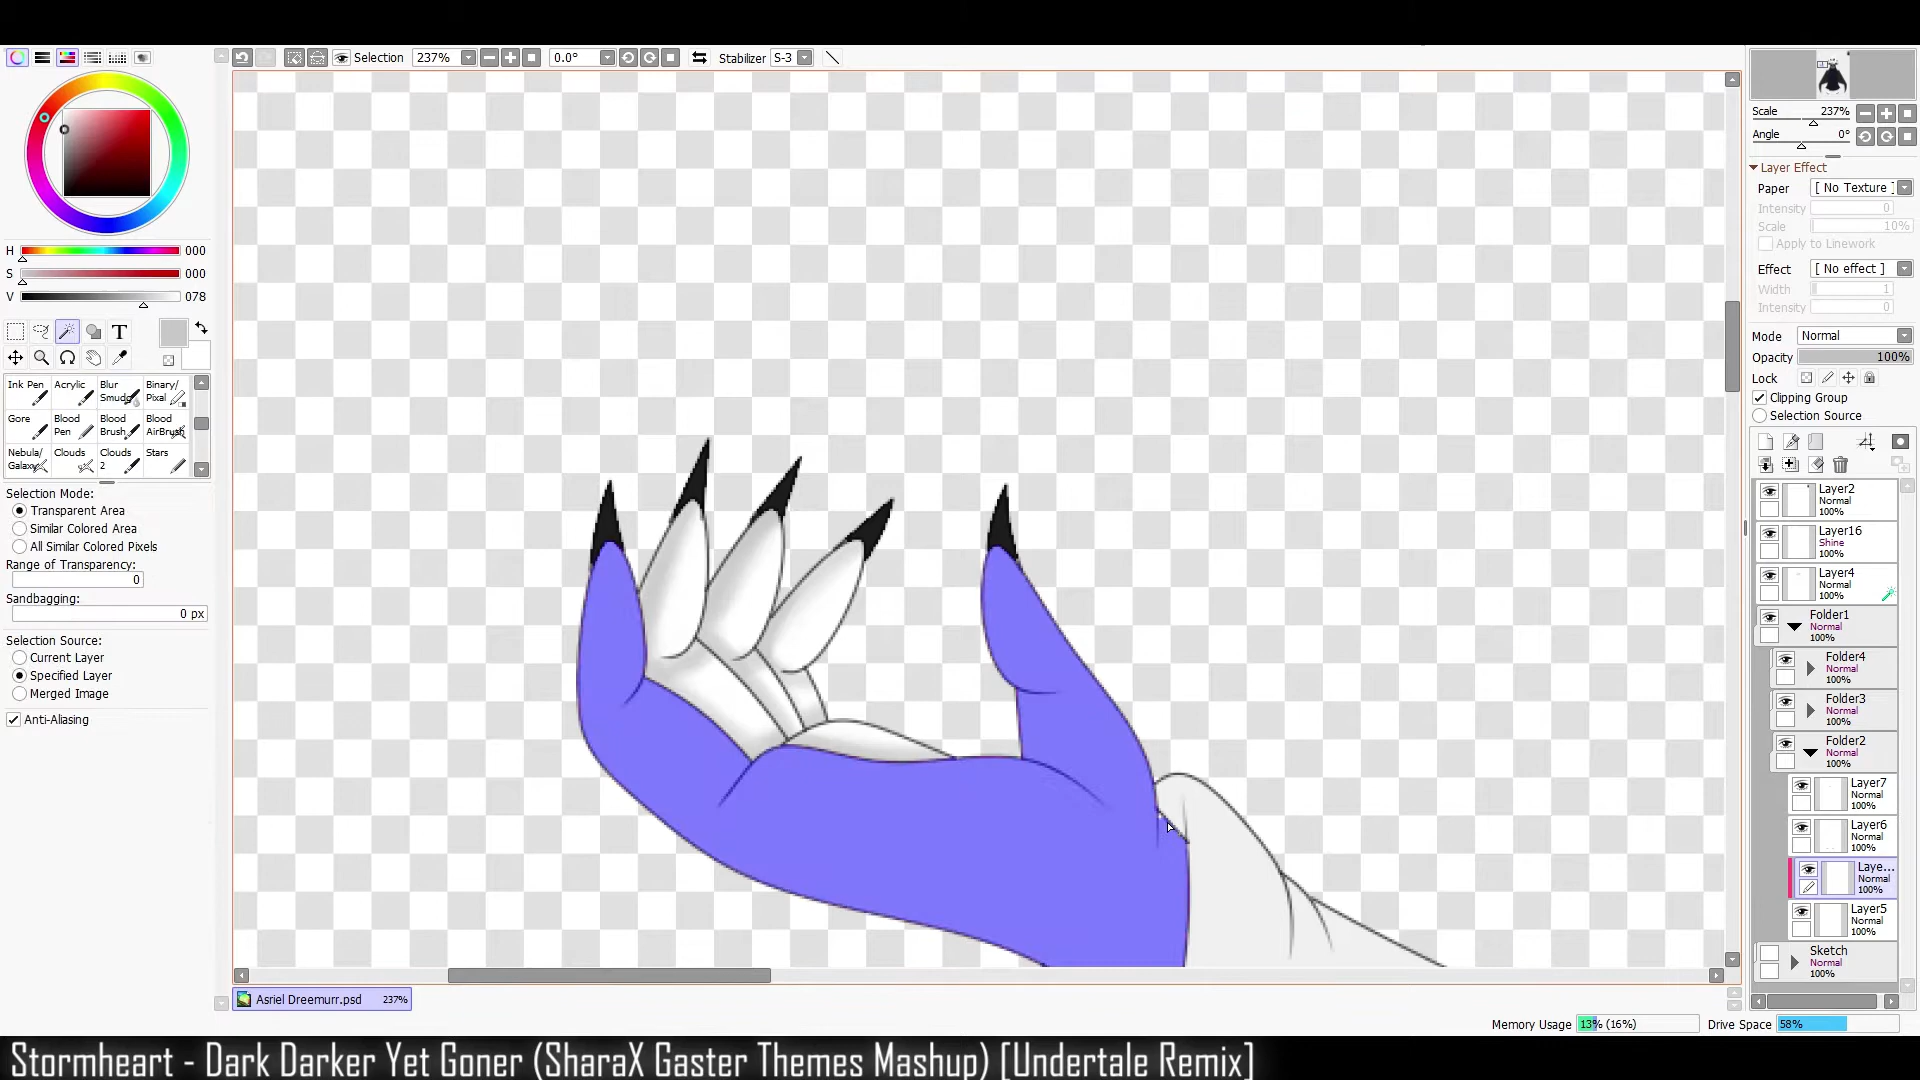 Selection 237% 0.0° Stabilizer S-3
Scale 237%
Angle 0°
Layer Effect
Paper [ No Texture ]
Intensity 0
Scale 10%
Apply to Linework
Effect [ No effect ]
Width 1
Intensity 0
Mode Normal
Opacity 100%
Lock
Clipping Group
Selection Source
H 000
S 000
V 078
T
Ink Pen Acrylic Blur Smudg Binary/ Pixal
Gore Blood Pen Blood Brush Blood AirBrush
Nebula/ Galaxy Clouds Clouds 2 Stars
Selection Mode:
Transparent Area
Similar Colored Area
All Similar Colored Pixels
Range of Transparency:
0
Sandbagging:
0 px
Selection Source:
Current Layer
Specified Layer
Merged Image
Anti-Aliasing
Layer2
Normal
100%
Layer16
Shine
100%
Layer4
Normal
100%
Folder1
Normal
100%
Folder4
Normal
100%
Folder3
Normal
100%
Folder2
Normal
100%
Layer7
Normal
100%
Layer6
Normal
100%
Laye...
Normal
100%
Layer5
Normal
100%
Sketch
Normal
100%
Asriel Dreemurr.psd 237%
Memory Usage 13% (16%) Drive Space 58%
Stormheart - Dark Darker Yet Goner (SharaX Gaster Themes Mashup) [Undertale Remix]